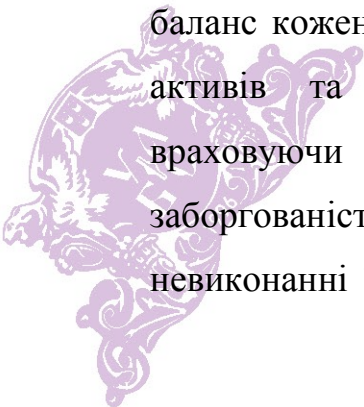 баланс кожен
активів та
враховуючи
заборгованіст
невиконанні